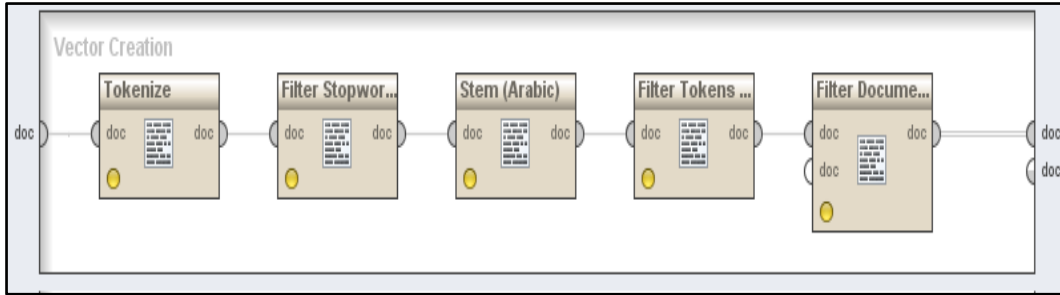 Vector Creation
Tokenize
Filter Stopwor...
Stem (Arabic)
Filter Tokens ...
Filter Docume...
doc doc doc doc doc doc doc doc doc doc doc doc
doc doc